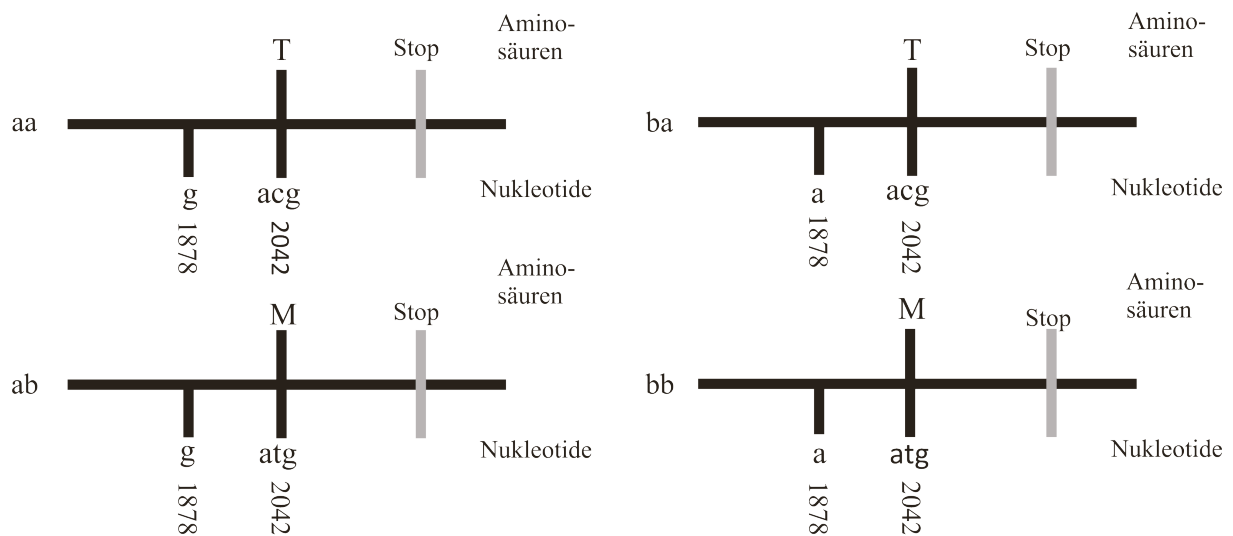 Amino-
säuren
T
Stop
aa
Nukleotide
g
acg
1878
2042
Amino-
säuren
T
Stop
ba
Nukleotide
a
acg
1878
2042
Amino-
säuren
M
Stop
ab
Nukleotide
g
atg
1878
2042
Amino-
säuren
M
Stop
bb
Nukleotide
a
atg
1878
2042